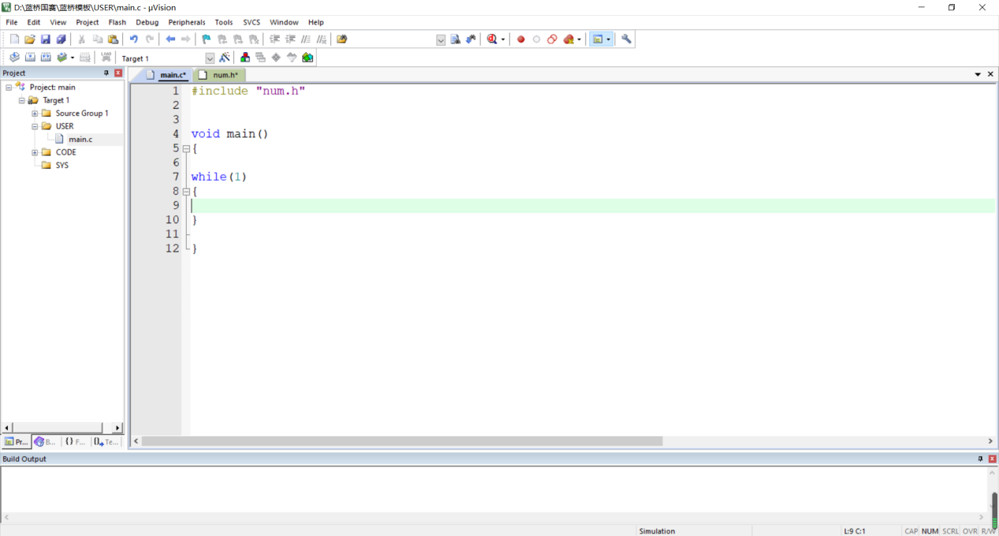 D:\蓝桥国赛\蓝桥模板\USER\main.c - µVision
File Edit View Project Flash Debug Peripherals Tools SVCS Window Help
Target 1
Project
main.c*
num.h*
Project: main
Target 1
Source Group 1
USER
main.c
CODE
SYS
1 #include "num.h"
2
3
4 void main()
5 {
6
7 while(1)
8 {
9
10 }
11
12 }
Pr... B... {} F... Te...
Build Output
Simulation
L:9 C:1
CAP NUM SCRL OVR R/W